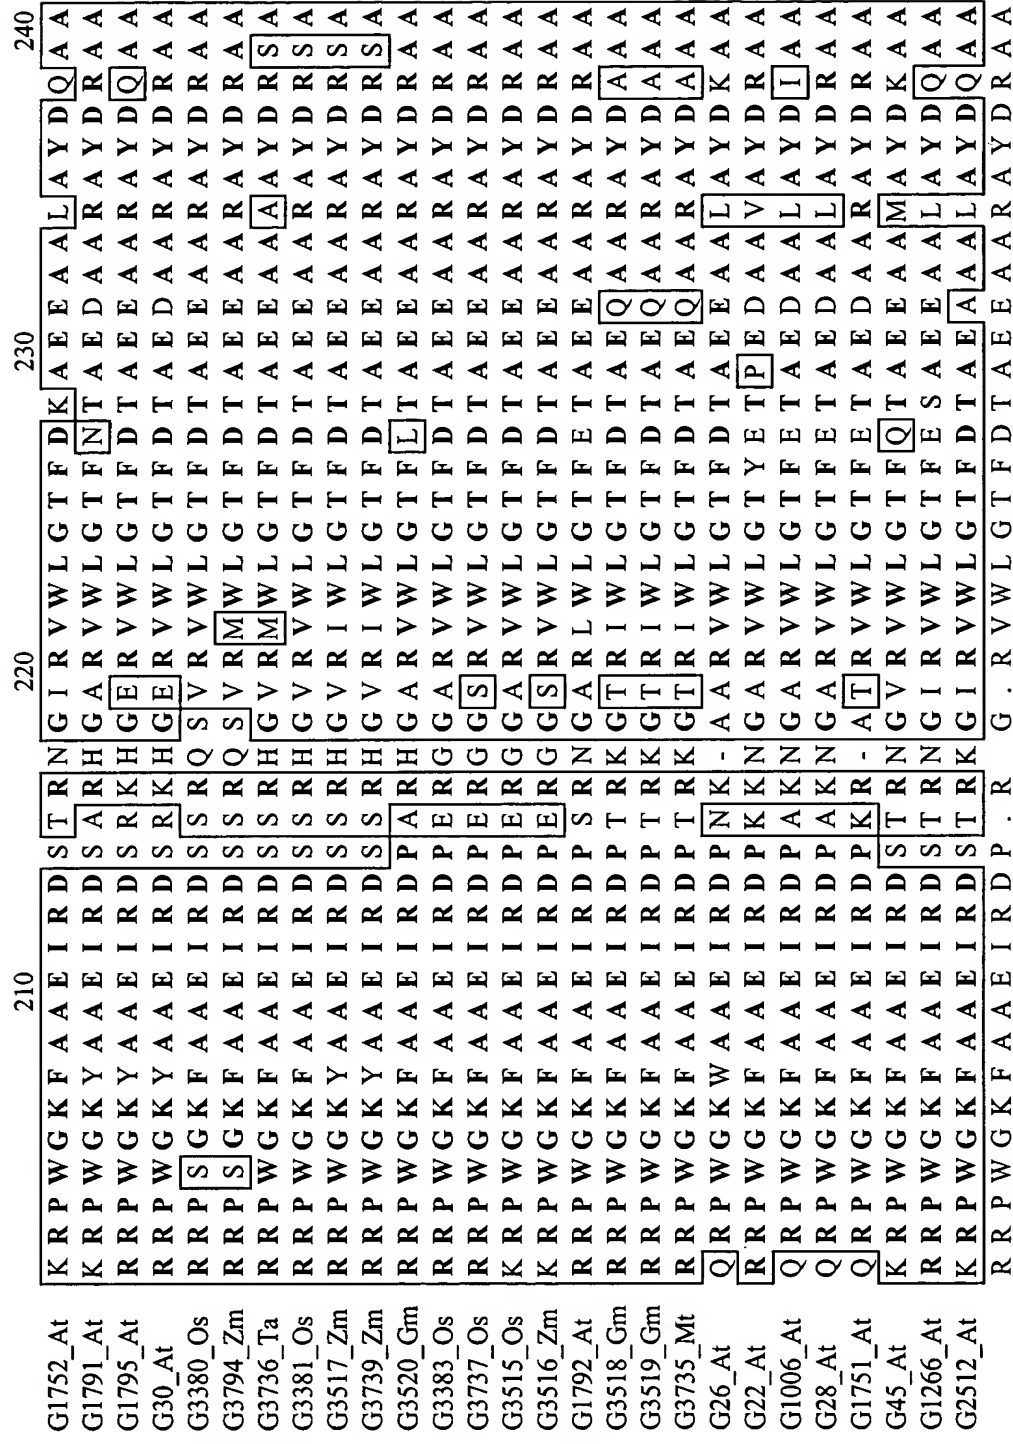 210 220 230 240
G1752_At K R P W G K F A A E I R D S T R N G I R V W L G T F D K A E E A A L A Y D Q A A
G1791_At K R P W G K Y A A E I R D S A R H G A R V W L G T F N T A E D A A R A Y D R A A
G1795_At R R P W G K Y A A E I R D S R K H G E R V W L G T F D T A E E A A R A Y D Q A A
G30_At R R P W G K Y A A E I R D S R K H G E R V W L G T F D T A E D A A R A Y D R A A
G3380_Os R R P S G K F A A E I R D S S R Q S V R V W L G T F D T A E E A A R A Y D R A A
G3794_Zm R R P S G K F A A E I R D S S R Q S V R M W L G T F D T A E E A A R A Y D R A A
G3736_Ta R R P W G K F A A E I R D S S R H G V R M W L G T F D T A E E A A A A Y D R S A
G3381_Os R R P W G K F A A E I R D S S R H G V R V W L G T F D T A E E A A R A Y D R S A
G3517_Zm R R P W G K Y A A E I R D S S R H G V R I W L G T F D T A E E A A R A Y D R S A
G3739_Zm R R P W G K Y A A E I R D S S R H G V R I W L G T F D T A E E A A R A Y D R S A
G3520_Gm R R P W G K F A A E I R D P A R H G A R V W L G T F L T A E E A A R A Y D R A A
G3383_Os R R P W G K F A A E I R D P E R G G A R V W L G T F D T A E E A A R A Y D R A A
G3737_Os R R P W G K F A A E I R D P E R G G S R V W L G T F D T A E E A A R A Y D R A A
G3515_Os K R P W G K F A A E I R D P E R G G A R V W L G T F D T A E E A A R A Y D R A A
G3516_Zm K R P W G K F A A E I R D P E R G G S R V W L G T F D T A E E A A R A Y D R A A
G1792_At R R P W G K F A A E I R D P S R N G A R L W L G T F E T A E E A A R A Y D R A A
G3518_Gm R R P W G K F A A E I R D P T R K G T R I W L G T F D T A E Q A A R A Y D A A A
G3519_Gm R R P W G K F A A E I R D P T R K G T R I W L G T F D T A E Q A A R A Y D A A A
G3735_Mt R R P W G K F A A E I R D P T R K G T R I W L G T F D T A E Q A A R A Y D A A A
G26_At Q R P W G K W A A E I R D P N K - A A R V W L G T F D T A E E A A L A Y D K A A
G22_At R R P W G K F A A E I R D P K K N G A R V W L G T Y E T P E D A A V A Y D R A A
G1006_At Q R P W G K F A A E I R D P A K N G A R V W L G T F E T A E D A A L A Y D I A A
G28_At Q R P W G K F A A E I R D P A K N G A R V W L G T F E T A E D A A L A Y D R A A
G1751_At Q R P W G K F A A E I R D P K R - A T R V W L G T F E T A E D A A R A Y D R A A
G45_At K R P W G K F A A E I R D S T R N G V R V W L G T F Q T A E E A A M A Y D K A A
G1266_At R R P W G K F A A E I R D S T R N G I R V W L G T F E S A E E A A L A Y D Q A A
G2512_At K R P W G K F A A E I R D S T R K G I R V W L G T F D T A E A A A L A Y D Q A A
R R P W G K F A A E I R D P . R G . R V W L G T F D T A E E A A R A Y D R A A